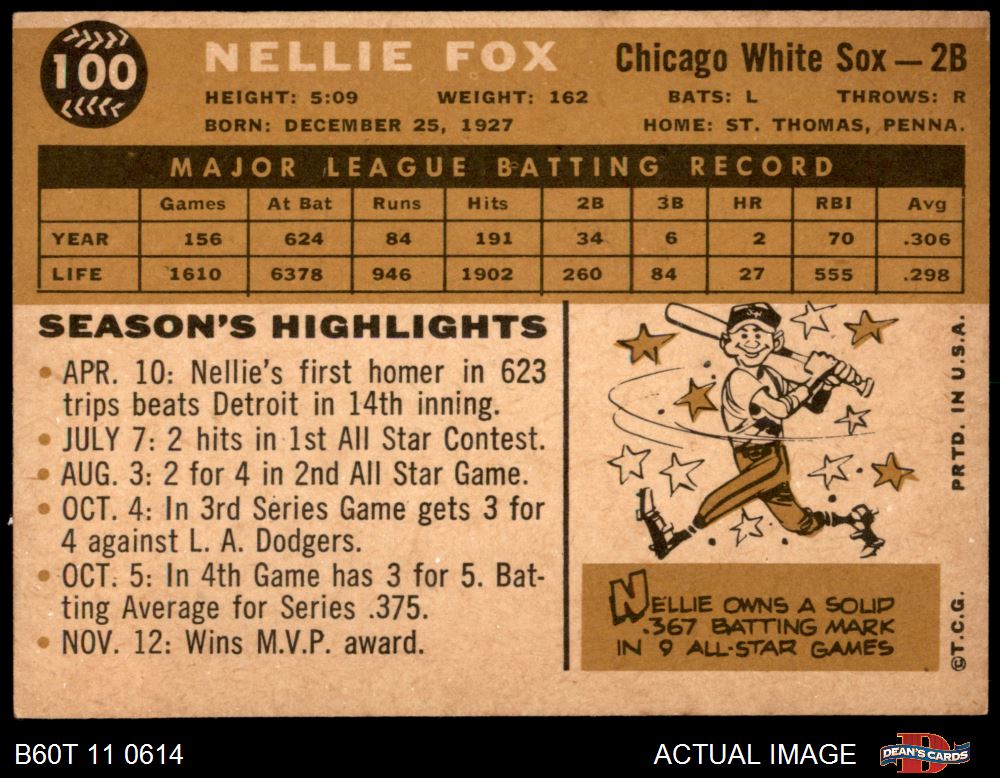 100
NELLIE FOX
Chicago White Sox — 2B
HEIGHT: 5:09 WEIGHT: 162 BATS: L THROWS: R
BORN: DECEMBER 25, 1927 HOME: ST. THOMAS, PENNA.
MAJOR LEAGUE BATTING RECORD
Games At Bat Runs Hits 2B 3B HR RBI Avg
YEAR 156 624 84 191 34 6 2 70 .306
LIFE 1610 6378 946 1902 260 84 27 555 .298
SEASON'S HIGHLIGHTS
• APR. 10: Nellie's first homer in 623
trips beats Detroit in 14th inning.
• JULY 7: 2 hits in 1st All Star Contest.
• AUG. 3: 2 for 4 in 2nd All Star Game.
• OCT. 4: In 3rd Series Game gets 3 for
4 against L. A. Dodgers.
• OCT. 5: In 4th Game has 3 for 5. Bat-
ting Average for Series .375.
• NOV. 12: Wins M.V.P. award.
Sox
NELLIE OWNS A SOLID
.367 BATTING MARK
IN 9 ALL-STAR GAMES
©T.C.G. PRTD. IN U.S.A.
B60T 11 0614
ACTUAL IMAGE
D
DEAN'S CARDS